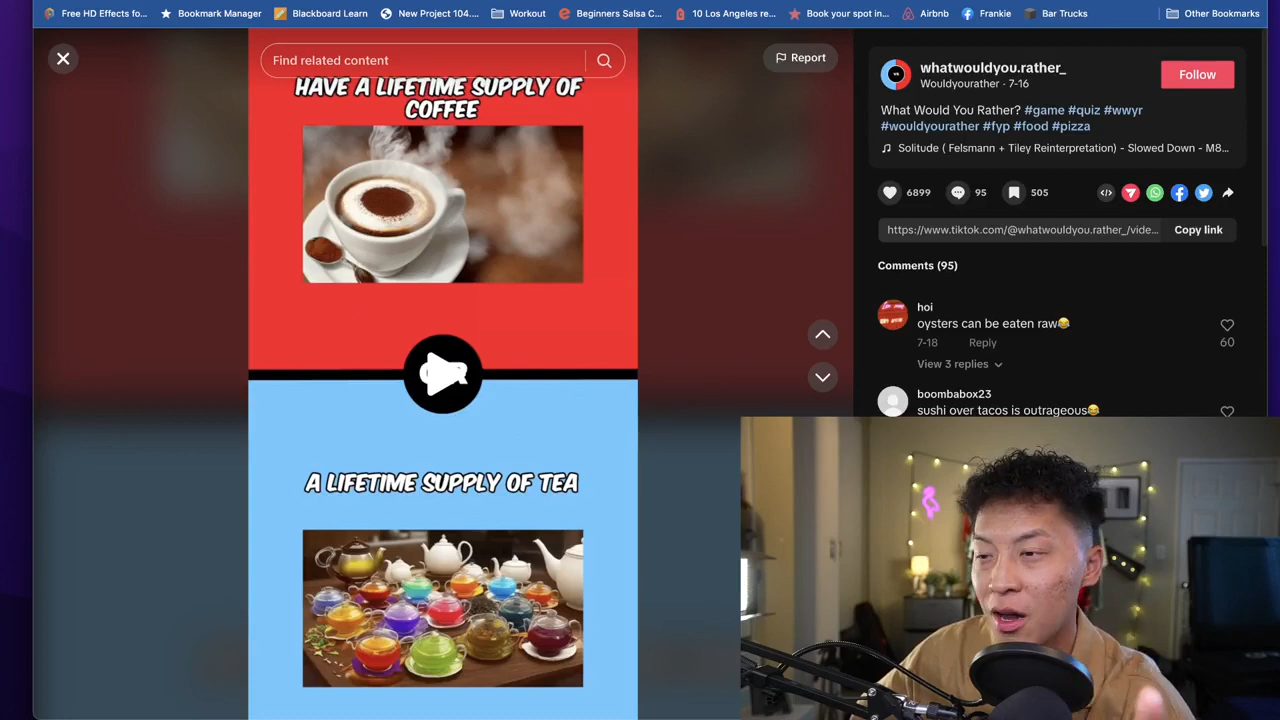 Free HD Effects fo...
Bookmark Manager
Blackboard Learn
New Project 104....
Workout
Beginners Salsa C...
10 Los Angeles re...
Book your spot in...
Airbnb
Frankie
Bar Trucks
Other Bookmarks
Find related content
Report
HAVE A LIFETIME SUPPLY OF
COFFEE
A LIFETIME SUPPLY OF TEA
whatwouldyou.rather_
Wouldyourather · 7-16
Follow
What Would You Rather? #game #quiz #wwyr
#wouldyourather #fyp #food #pizza
Solitude ( Felsmann + Tiley Reinterpretation) - Slowed Down - M8...
6899
95
505
https://www.tiktok.com/@whatwouldyou.rather_/vide...
Copy link
Comments (95)
hoi
oysters can be eaten raw😂
7-18
Reply
60
View 3 replies
boombabox23
sushi over tacos is outrageous😂